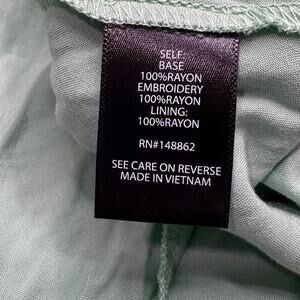 SELF:
BASE
100%RAYON
EMBROIDERY
100%RAYON
LINING:
100%RAYON
RN#148862
SEE CARE ON REVERSE
MADE IN VIETNAM